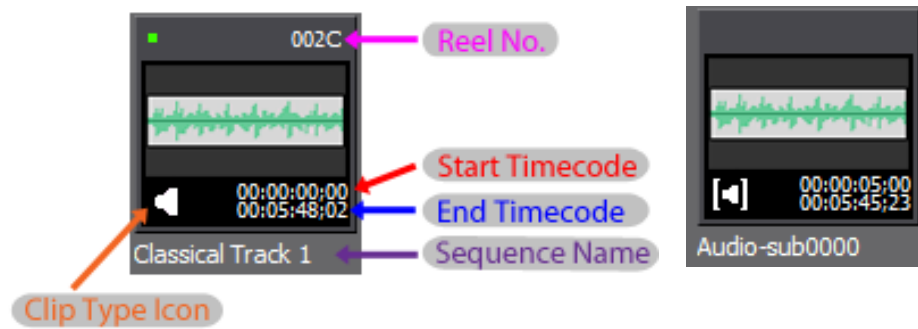 002C
Reel No.
00:00:00;00
Start Timecode
00:05:48;02
End Timecode
Classical Track 1
Sequence Name
Clip Type Icon
00:00:05;00
00:05:45;23
Audio-sub0000